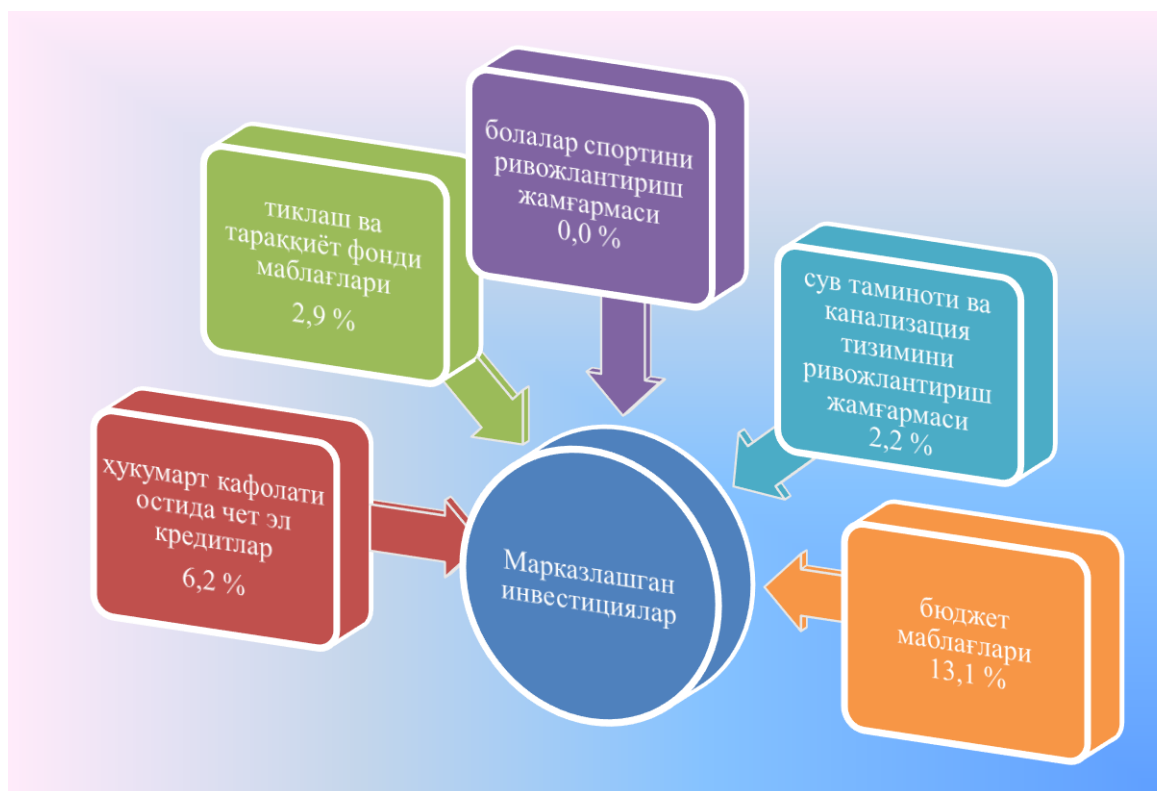 болалар спортини
ривожлантириш
жамғармаси
0,0 %
тиклаш ва
тараққиёт фонди
маблағлари
2,9 %
сув таминоти ва
канализация
тизимини
ривожлантириш
жамғармаси
2,2 %
ҳукумарт кафолати
остида чет эл
кредитлар
6,2 %
Марказлашган
инвестициялар
бюджет
маблағлари
13,1 %